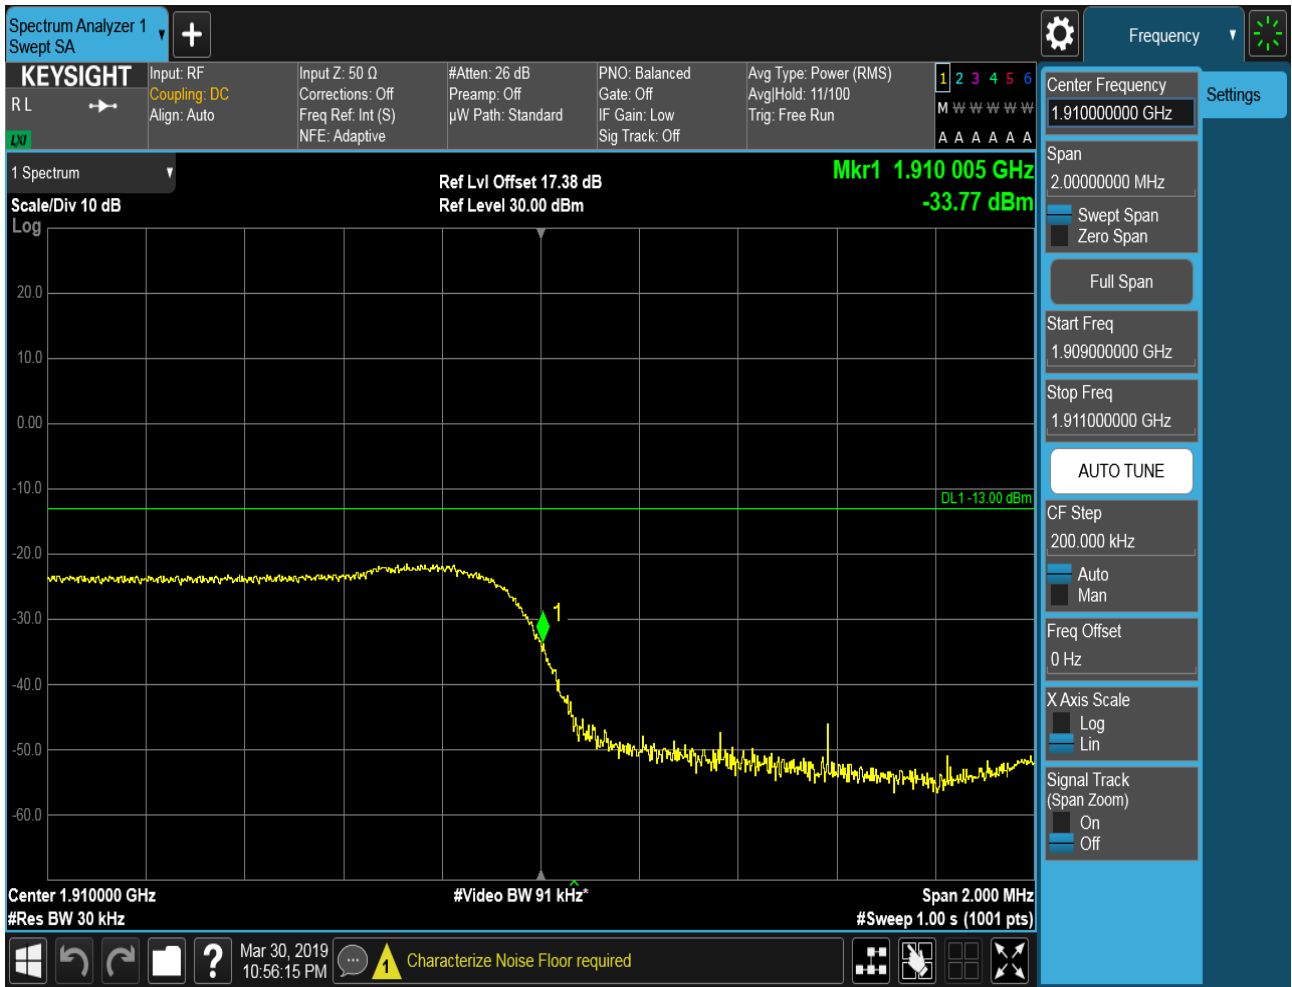 Spectrum Analyzer 1
Swept SA
+
Frequency
KEYSIGHT
R L
LXI
Input: RF
Coupling: DC
Align: Auto
Input Z: 50 Ω
Corrections: Off
Freq Ref: Int (S)
NFE: Adaptive
#Atten: 26 dB
Preamp: Off
µW Path: Standard
PNO: Balanced
Gate: Off
IF Gain: Low
Sig Track: Off
Avg Type: Power (RMS)
Avg|Hold: 11/100
Trig: Free Run
1 2 3 4 5 6
M W W W W W
A A A A A A
1 Spectrum
Scale/Div 10 dB
Log
Ref Lvl Offset 17.38 dB
Ref Level 30.00 dBm
Mkr1 1.910 005 GHz
-33.77 dBm
20.0
10.0
0.00
-10.0
-20.0
-30.0
-40.0
-50.0
-60.0
DL1 -13.00 dBm
1
Center 1.910000 GHz
#Res BW 30 kHz
#Video BW 91 kHz*
Span 2.000 MHz
#Sweep 1.00 s (1001 pts)
?
Mar 30, 2019
10:56:15 PM
1
Characterize Noise Floor required
Center Frequency
1.910000000 GHz
Span
2.00000000 MHz
Swept Span
Zero Span
Full Span
Start Freq
1.909000000 GHz
Stop Freq
1.911000000 GHz
AUTO TUNE
CF Step
200.000 kHz
Auto
Man
Freq Offset
0 Hz
X Axis Scale
Log
Lin
Signal Track
(Span Zoom)
On
Off
Settings